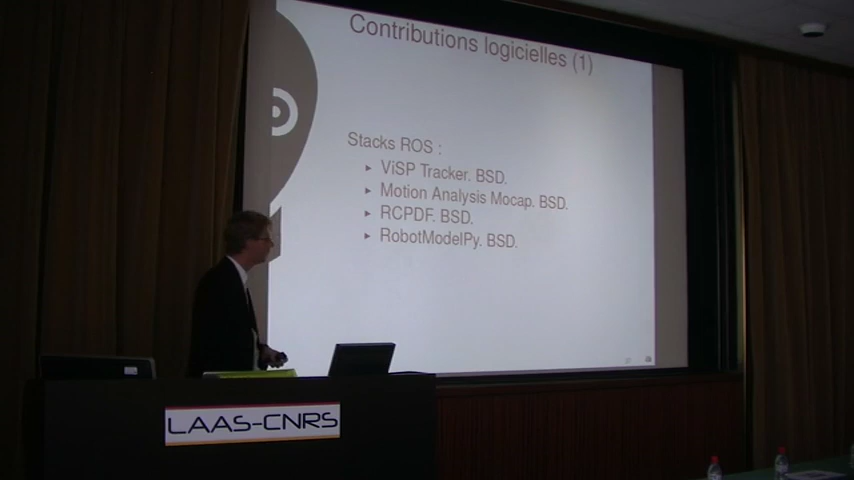 Contributions logicielles (1)
Stacks ROS :
ViSP Tracker. BSD.
Motion Analysis Mocap. BSD.
RCPDF. BSD.
RobotModelPy. BSD.
LAAS-CNRS